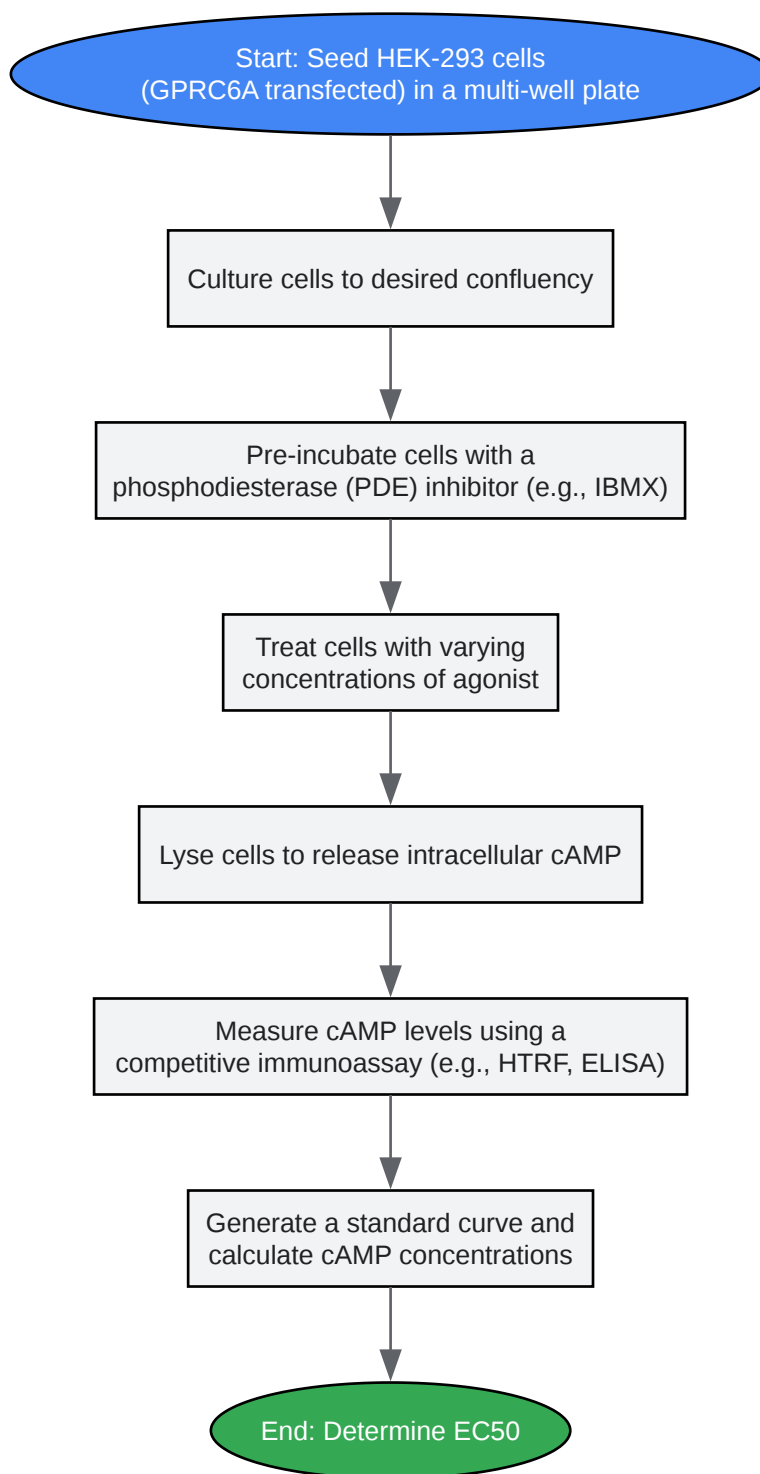 Start: Seed HEK-293 cells
(GPRC6A transfected) in a multi-well plate
Culture cells to desired confluency
Pre-incubate cells with a
phosphodiesterase (PDE) inhibitor (e.g., IBMX)
Treat cells with varying
concentrations of agonist
Lyse cells to release intracellular cAMP
Measure cAMP levels using a
competitive immunoassay (e.g., HTRF, ELISA)
Generate a standard curve and
calculate cAMP concentrations
End: Determine EC50